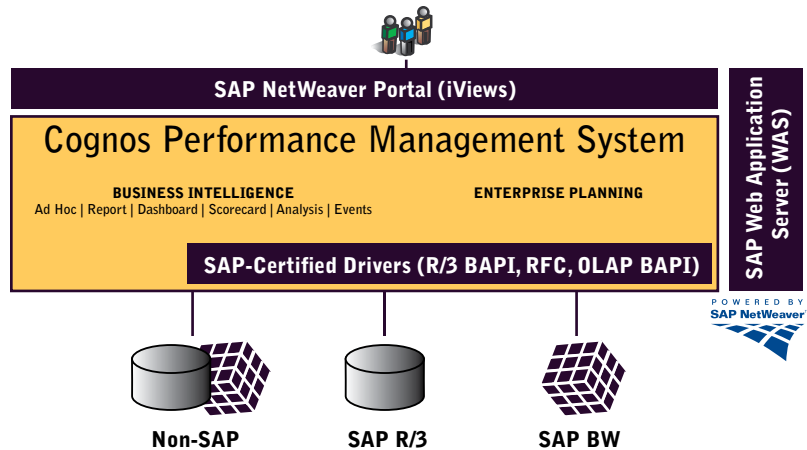 SAP NetWeaver Portal (iViews)
Cognos Performance Management System
BUSINESS INTELLIGENCE
Ad Hoc | Report | Dashboard | Scorecard | Analysis | Events
ENTERPRISE PLANNING
SAP-Certified Drivers (R/3 BAPI, RFC, OLAP BAPI)
SAP Web Application
Server (WAS)
POWERED BY
SAP NetWeaver
Non-SAP
SAP R/3
SAP BW